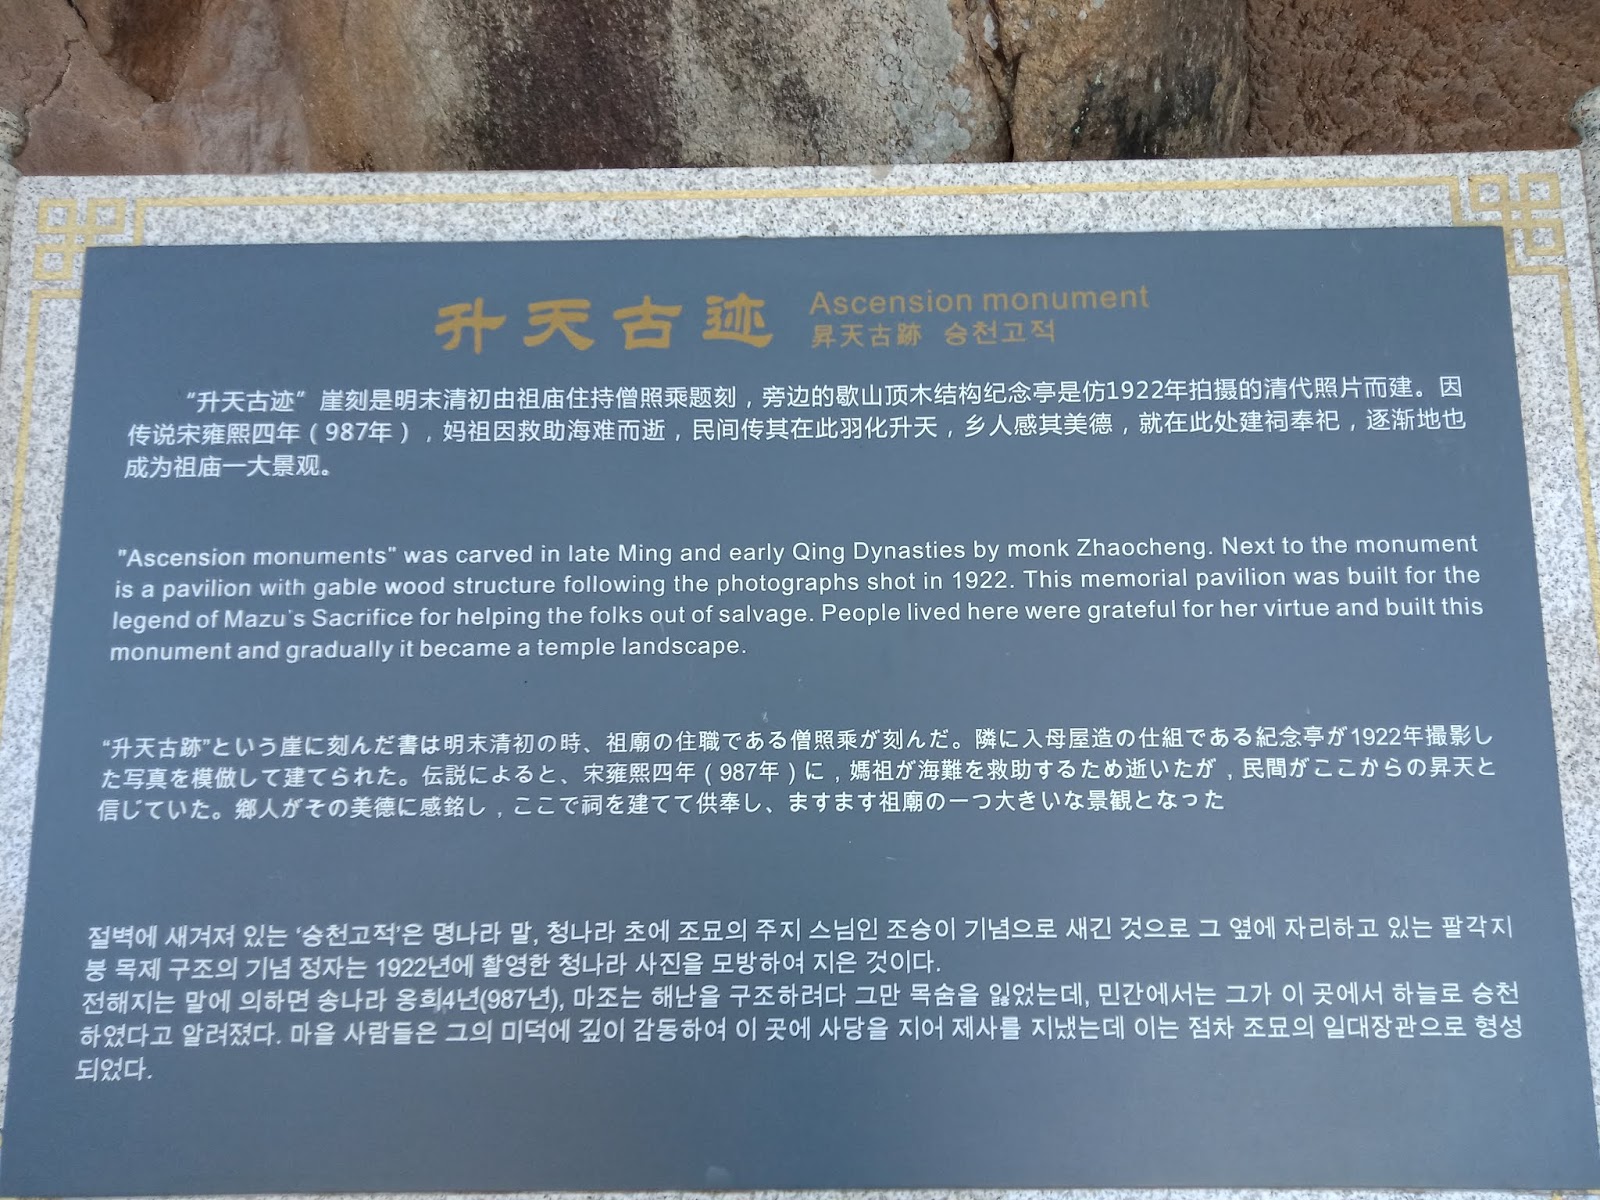 升天古迹
Ascension monument
昇天古跡 승천고적
“升天古迹”崖刻是明末清初由祖庙住持僧照乘题刻，旁边的歇山顶木结构纪念亭是仿1922年拍摄的清代照片而建。因
传说宋雍熙四年（987年），妈祖因救助海难而逝，民间传其在此羽化升天，乡人感其美德，就在此处建祠奉祀，逐渐地也
成为祖庙一大景观。
"Ascension monuments" was carved in late Ming and early Qing Dynasties by monk Zhaocheng. Next to the monument
is a pavilion with gable wood structure following the photographs shot in 1922. This memorial pavilion was built for the
legend of Mazu's Sacrifice for helping the folks out of salvage. People lived here were grateful for her virtue and built this
monument and gradually it became a temple landscape.
“升天古跡”という崖に刻んだ書は明末清初の時、祖廟の住職である僧照乘が刻んだ。隣に入母屋造の仕組である紀念亭が1922年撮影し
た写真を模倣して建てられた。伝説によると、宋雍熙四年（987年）に，媽祖が海難を救助するため逝いたが，民間がここからの昇天と
信じていた。鄉人がその美德に感銘し，ここで祠を建てて供奉し、ますます祖廟の一つ大きいな景観となった
절벽에 새겨져 있는 ‘승천고적’은 명나라 말, 청나라 초에 조묘의 주지 스님인 조승이 기념으로 새긴 것으로 그 옆에 자리하고 있는 팔각지
붕 목제 구조의 기념 정자는 1922년에 촬영한 청나라 사진을 모방하여 지은 것이다.
전해지는 말에 의하면 송나라 옹희4년(987년), 마조는 해난을 구조하려다 그만 목숨을 잃었는데, 민간에서는 그가 이 곳에서 하늘로 승천
하였다고 알려졌다. 마을 사람들은 그의 미덕에 깊이 감동하여 이 곳에 사당을 지어 제사를 지냈는데 이는 점차 조묘의 일대장관으로 형성
되었다.